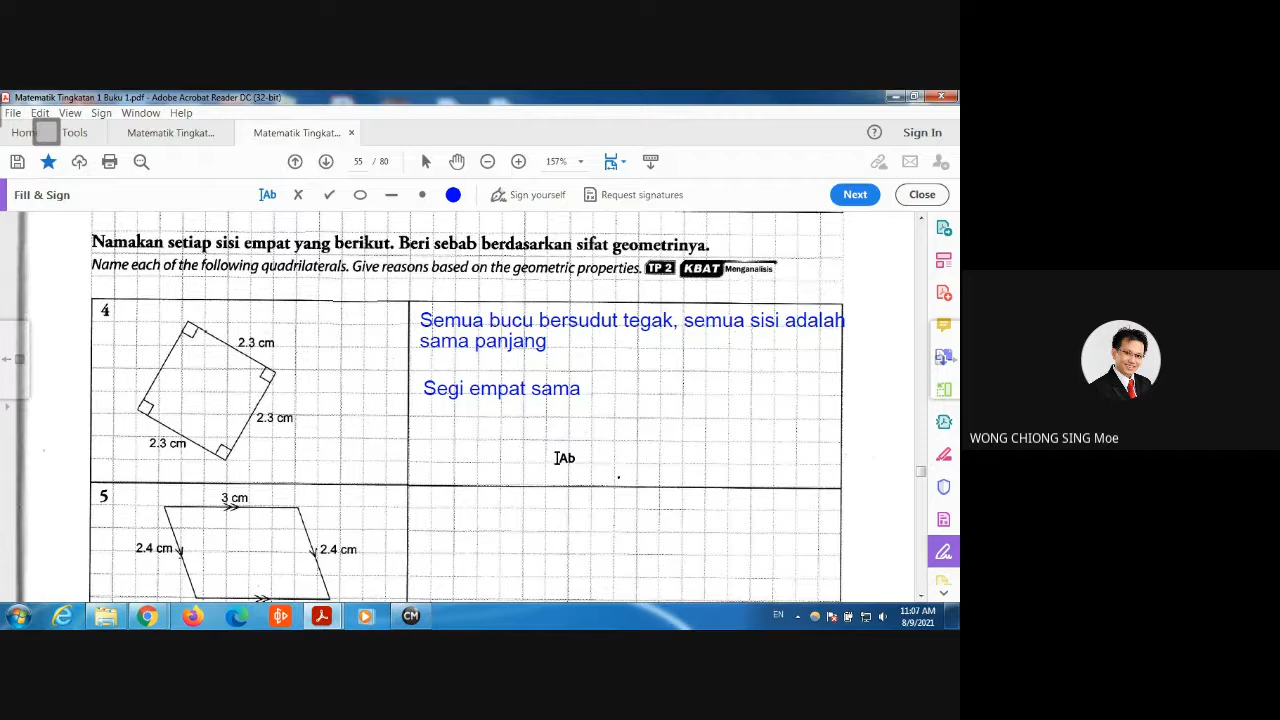 Matematik Tingkatan 1 Buku 1.pdf - Adobe Acrobat Reader DC (32-bit)
File Edit View Sign Window Help
Hom Tools Matematik Tingkat... Matematik Tingkat... × Sign In
55 / 80 157%
Fill & Sign Ab Sign yourself Request signatures Next Close
Namakan setiap sisi empat yang berikut. Beri sebab berdasarkan sifat geometrinya.
Name each of the following quadrilaterals. Give reasons based on the geometric properties. TP 2 KBAT Menganalisis
4
2.3 cm
2.3 cm
2.3 cm
Semua bucu bersudut tegak, semua sisi adalah
sama panjang
Segi empat sama
Ab
5
3 cm
2.4 cm
2.4 cm
WONG CHIONG SING Moe
CM
EN
11:07 AM
8/9/2021